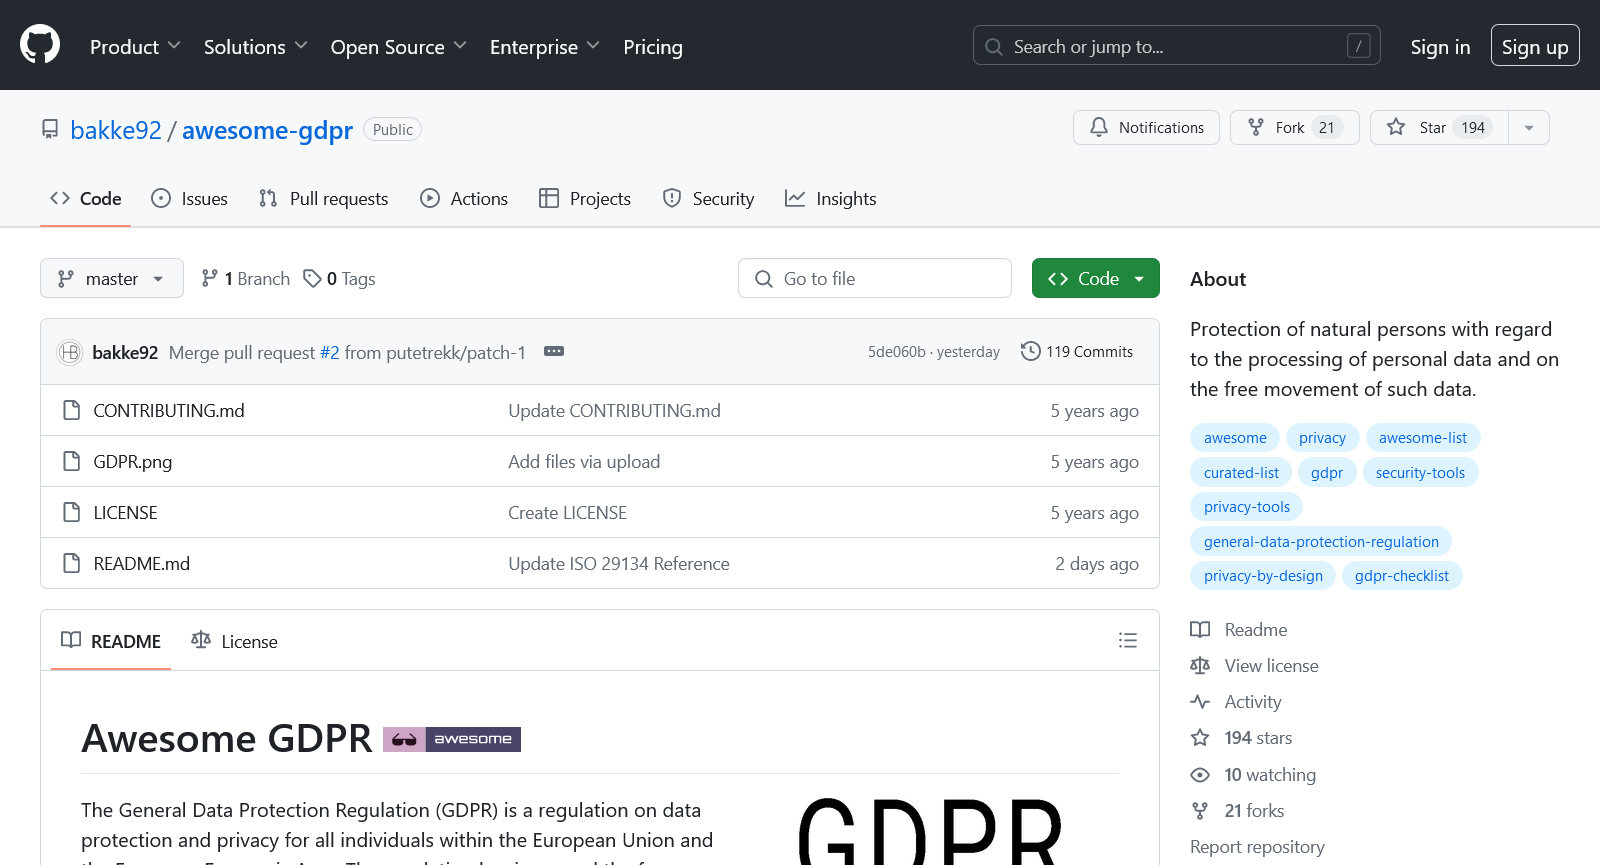 Product Solutions Open Source Enterprise Pricing Search or jump to... / Sign in Sign up
bakke92 / awesome-gdpr Public Notifications Fork 21 Star 194
Code Issues Pull requests Actions Projects Security Insights
master 1 Branch 0 Tags Go to file Code
HB bakke92 Merge pull request #2 from putetrekk/patch-1 5de060b · yesterday 119 Commits
CONTRIBUTING.md Update CONTRIBUTING.md 5 years ago
GDPR.png Add files via upload 5 years ago
LICENSE Create LICENSE 5 years ago
README.md Update ISO 29134 Reference 2 days ago
README License
Awesome GDPR awesome
The General Data Protection Regulation (GDPR) is a regulation on data
protection and privacy for all individuals within the European Union and
GDPR
About
Protection of natural persons with regard
to the processing of personal data and on
the free movement of such data.
awesome privacy awesome-list
curated-list gdpr security-tools
privacy-tools
general-data-protection-regulation
privacy-by-design gdpr-checklist
Readme
View license
Activity
194 stars
10 watching
21 forks
Report repository